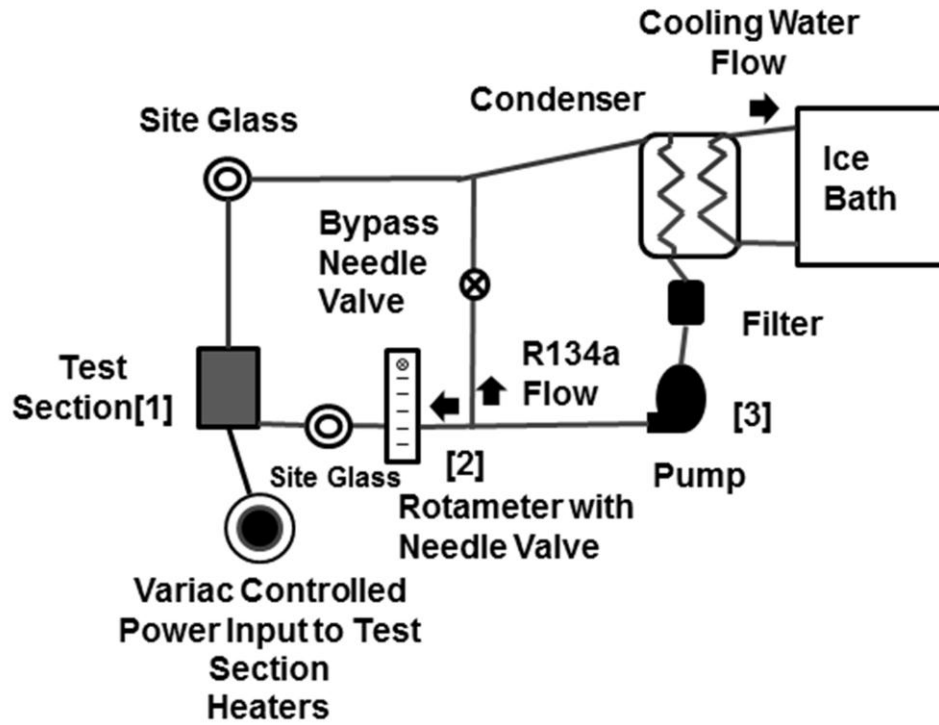 Cooling Water
Flow
Condenser
Site Glass
Ice
Bath
Bypass
Needle
Valve
Filter
R134a
Flow
Test
Section[1]
[3]
Pump
Site Glass
[2]
Rotameter with
Needle Valve
Variac Controlled
Power Input to Test
Section
Heaters